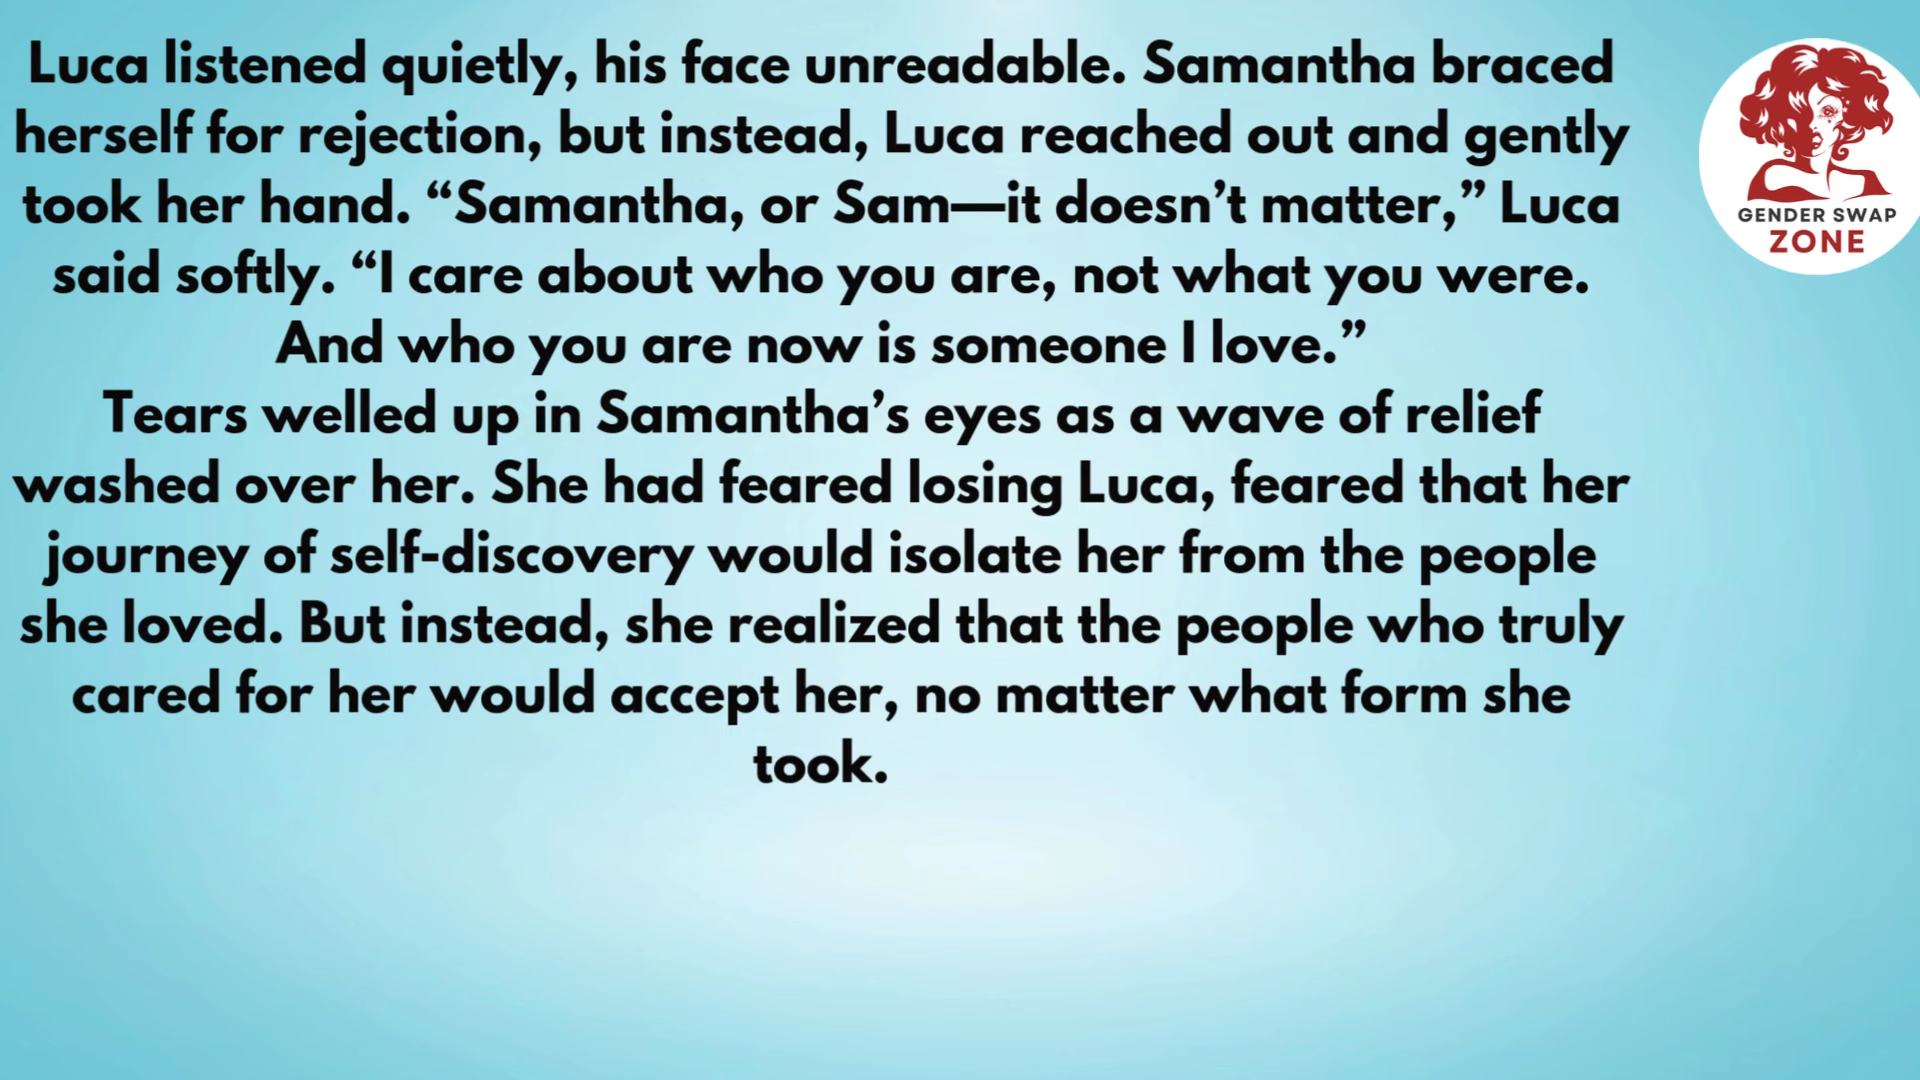 Luca listened quietly, his face unreadable. Samantha braced
herself for rejection, but instead, Luca reached out and gently
took her hand. “Samantha, or Sam—it doesn’t matter,” Luca
said softly. “I care about who you are, not what you were.
And who you are now is someone I love.”
Tears welled up in Samantha’s eyes as a wave of relief
washed over her. She had feared losing Luca, feared that her
journey of self-discovery would isolate her from the people
she loved. But instead, she realized that the people who truly
cared for her would accept her, no matter what form she
took.
GENDER SWAP
ZONE